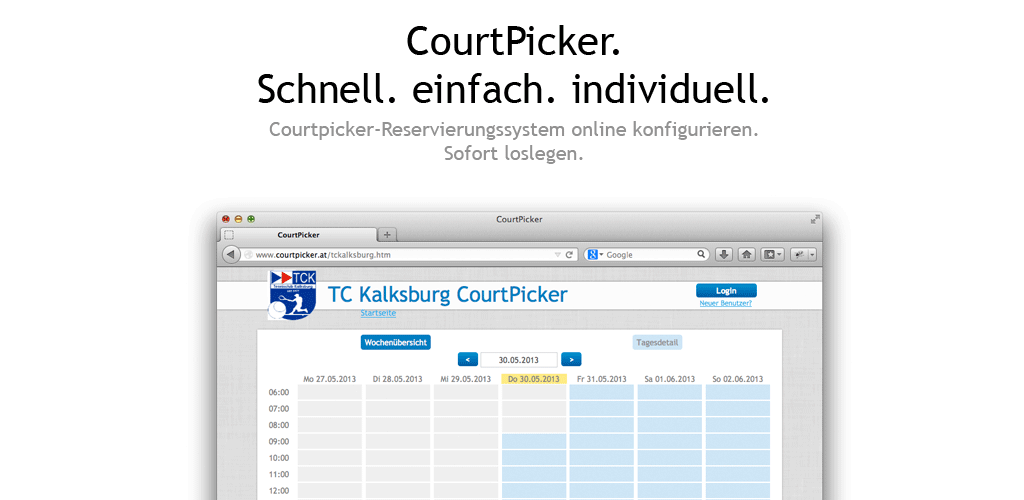 CourtPicker.
Schnell. einfach. individuell.
Courtpicker-Reservierungssystem online konfigurieren.
Sofort loslegen.
CourtPicker
CourtPicker
www.courtpicker.at/tckalksburg.htm
Google
TCK
TC Kalksburg CourtPicker
Login
Neuer Benutzer?
Startseite
Wochenübersicht
Tagesdetail
< 30.05.2013 >
Mo 27.05.2013 Di 28.05.2013 Mi 29.05.2013 Do 30.05.2013 Fr 31.05.2013 Sa 01.06.2013 So 02.06.2013
06:00
07:00
08:00
09:00
10:00
11:00
12:00